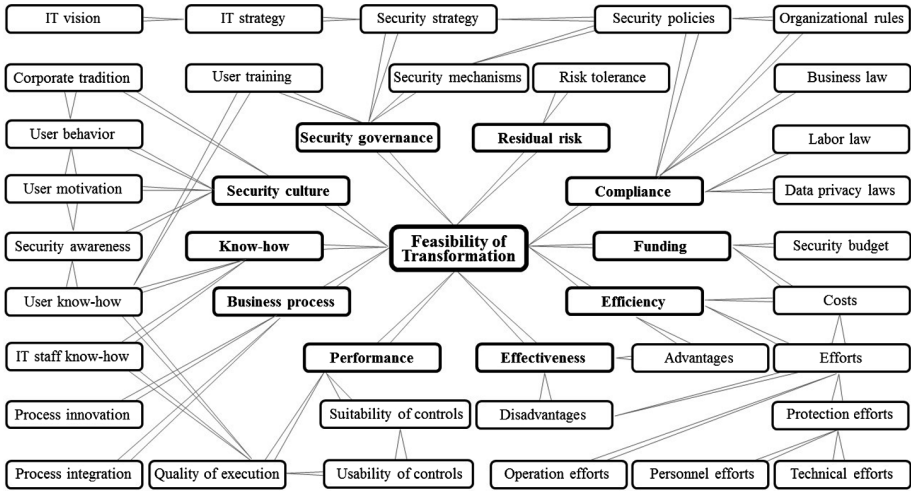 IT vision
IT strategy
Security strategy
Security policies
Organizational rules
Corporate tradition
User training
Security mechanisms
Risk tolerance
Business law
User behavior
Security governance
Residual risk
Labor law
User motivation
Security culture
Compliance
Data privacy laws
Security awareness
Know-how
Feasibility of
Transformation
Funding
Security budget
User know-how
Business process
Efficiency
Costs
IT staff know-how
Performance
Effectiveness
Advantages
Efforts
Process innovation
Suitability of controls
Disadvantages
Protection efforts
Process integration
Quality of execution
Usability of controls
Operation efforts
Personnel efforts
Technical efforts